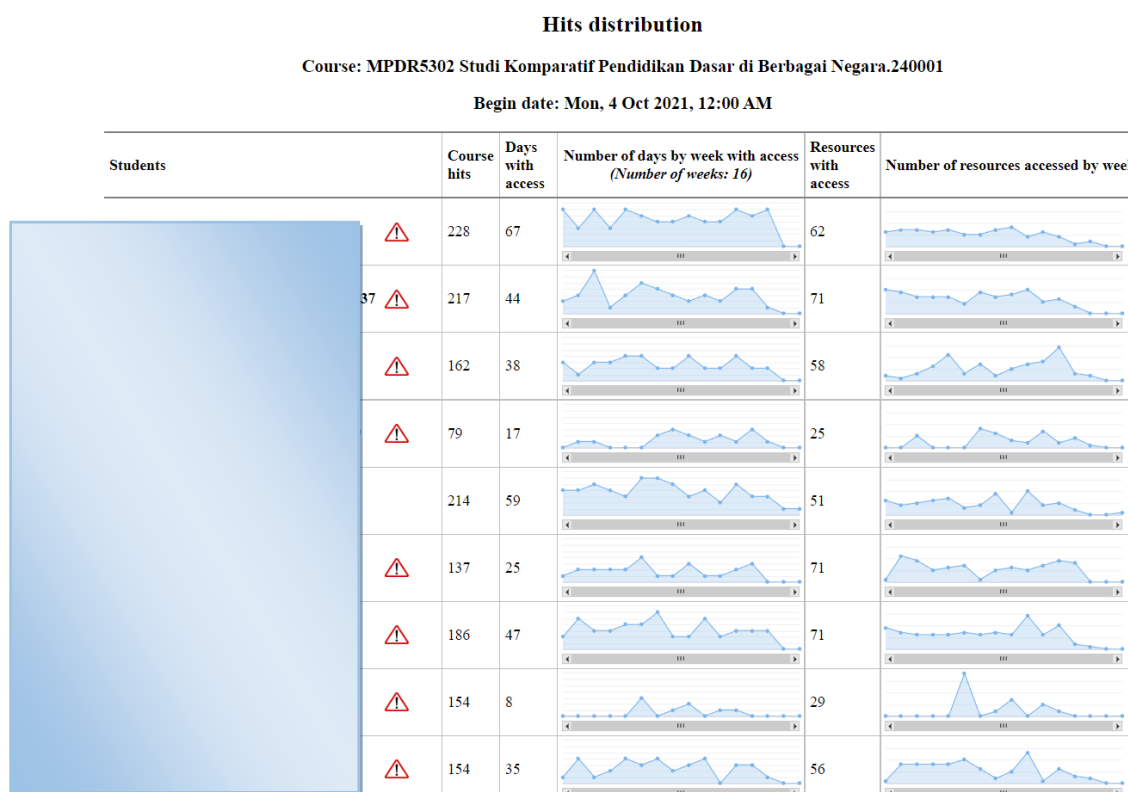 Hits distribution
Course: MPDR5302 Studi Komparatif Pendidikan Dasar di Berbagai Negara.240001
Begin date: Mon, 4 Oct 2021, 12:00 AM
Students
Course hits
Days with access
Number of days by week with access
(Number of weeks: 16)
Resources with access
Number of resources accessed by wee
228 67 62
37 217 44 71
162 38 58
79 17 25
214 59 51
137 25 71
186 47 71
154 8 29
154 35 56